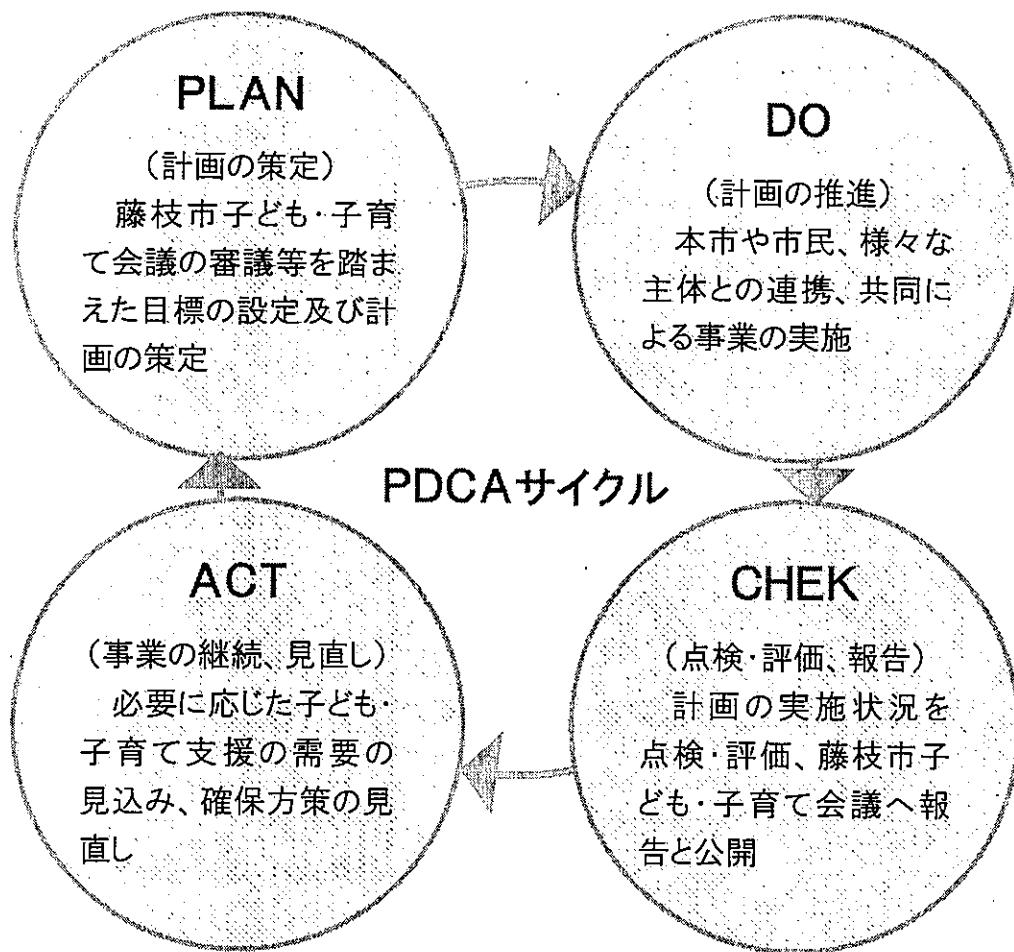 PLAN
（計画の策定）
藤枝市子ども・子育
て会議の審議等を踏ま
えた目標の設定及び計
画の策定
DO
（計画の推進）
本市や市民、様々な
主体との連携、共同に
よる事業の実施
PDCAサイクル
ACT
（事業の継続、見直し）
必要に応じた子ども・
子育て支援の需要の
見込み、確保方策の見
直し
CHEK
（点検・評価、報告）
計画の実施状況を
点検・評価、藤枝市子
ども・子育て会議へ報
告と公開